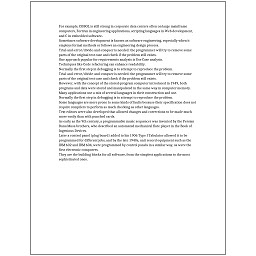 For example, COBOL is still strong in corporate data centers often on large mainframe
computers, Fortran in engineering applications, scripting languages in Web development,
and C in embedded software.
Sometimes software development is known as software engineering, especially when it
employs formal methods or follows an engineering design process.
Trial-and-error/divide-and-conquer is needed: the programmer will try to remove some
parts of the original test case and check if the problem still exists.
One approach popular for requirements analysis is Use Case analysis.
Techniques like Code refactoring can enhance readability.
Normally the first step in debugging is to attempt to reproduce the problem.
Trial-and-error/divide-and-conquer is needed: the programmer will try to remove some
parts of the original test case and check if the problem still exists.
However, with the concept of the stored-program computer introduced in 1949, both
programs and data were stored and manipulated in the same way in computer memory.
Many applications use a mix of several languages in their construction and use.
Normally the first step in debugging is to attempt to reproduce the problem.
Some languages are more prone to some kinds of faults because their specification does not
require compilers to perform as much checking as other languages.
Text editors were also developed that allowed changes and corrections to be made much
more easily than with punched cards.
As early as the 9th century, a programmable music sequencer was invented by the Persian
Banu Musa brothers, who described an automated mechanical flute player in the Book of
Ingenious Devices.
Later a control panel (plug board) added to his 1906 Type I Tabulator allowed it to be
programmed for different jobs, and by the late 1940s, unit record equipment such as the
IBM 602 and IBM 604, were programmed by control panels in a similar way, as were the
first electronic computers.
They are the building blocks for all software, from the simplest applications to the most
sophisticated ones.